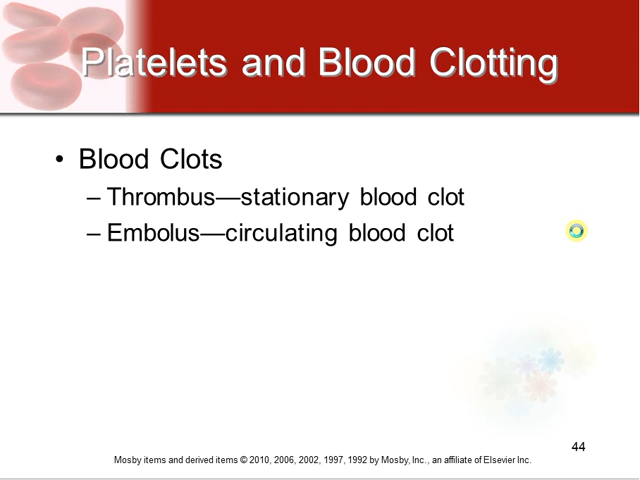 Platelets and Blood Clotting
• Blood Clots
– Thrombus—stationary blood clot
– Embolus—circulating blood clot
44
Mosby items and derived items © 2010, 2006, 2002, 1997, 1992 by Mosby, Inc., an affiliate of Elsevier Inc.